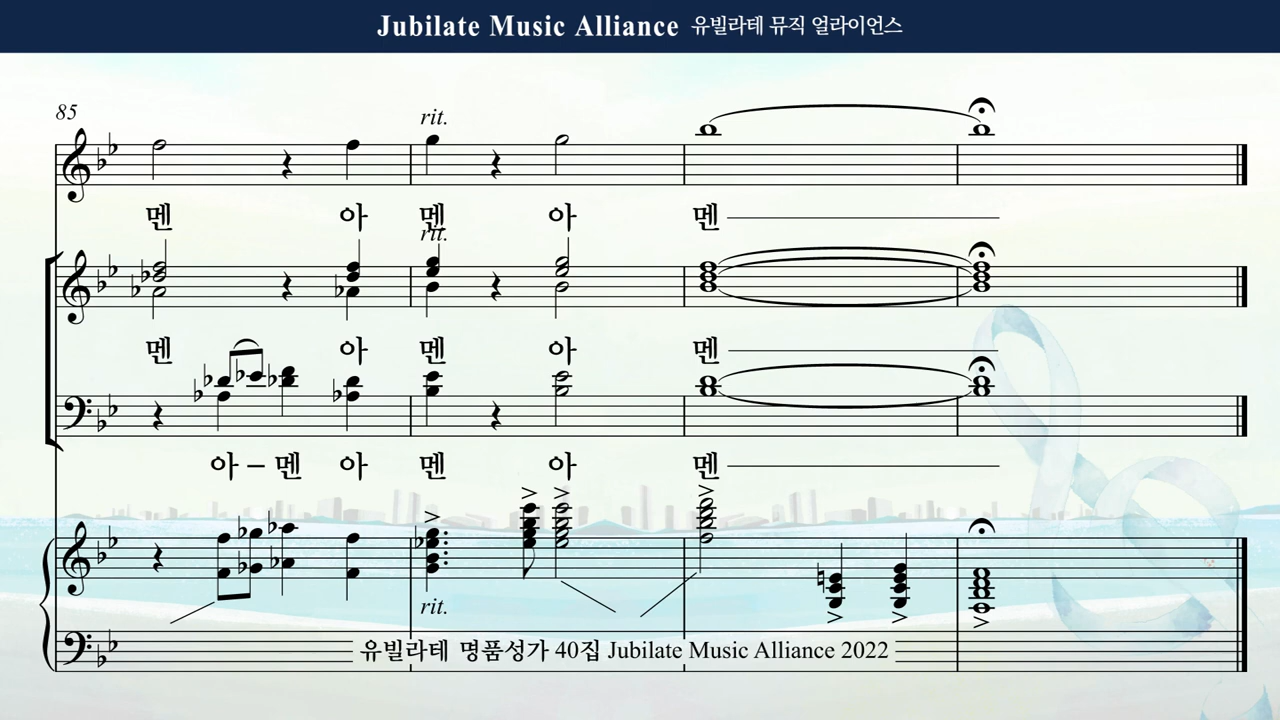 Jubilate Music Alliance 유빌라테 뮤직 얼라이언스
85
rit.
멘 아 멘 아 멘
rit.
멘 아 멘 아 멘
아 – 멘 아 멘 아 멘
rit.
유빌라테 명품성가 40집 Jubilate Music Alliance 2022